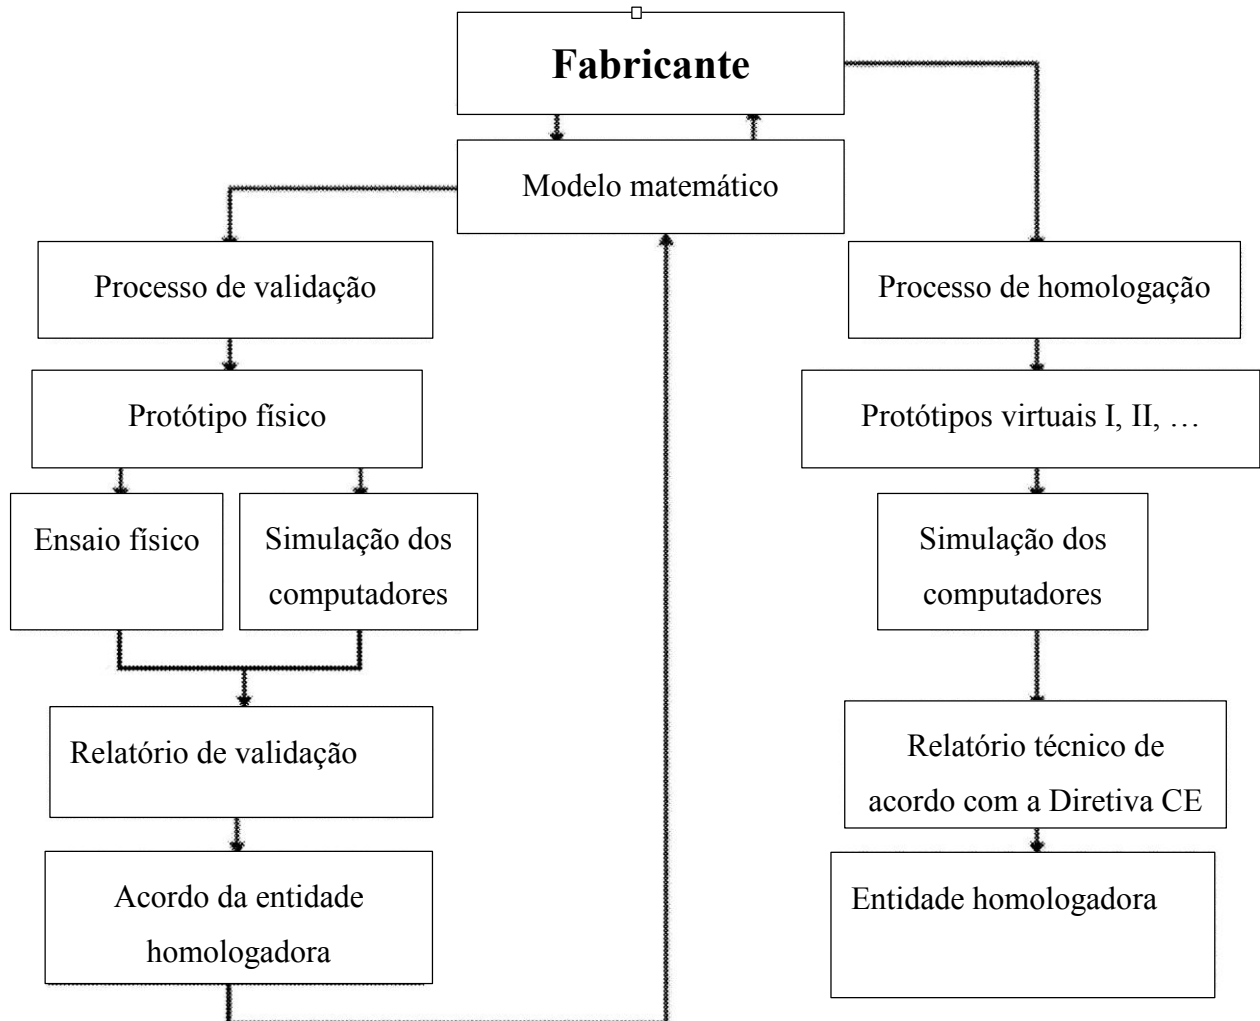 Fabricante
Modelo matemático
Processo de validação
Processo de homologação
Protótipo físico
Protótipos virtuais I, II, …
Ensaio físico
Simulação dos
computadores
Simulação dos
computadores
Relatório de validação
Relatório técnico de
acordo com a Diretiva CE
Acordo da entidade
homologadora
Entidade homologadora